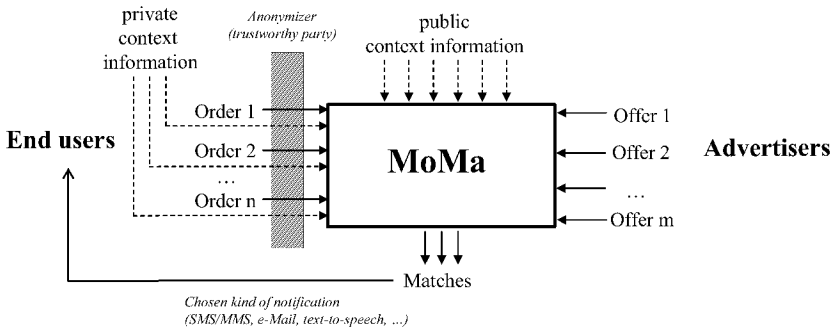 private
context
information
Anonymizer
(trustworthy party)
public
context information
End users
Order 1
Order 2
...
Order n
MoMa
Offer 1
Offer 2
...
Offer m
Advertisers
Matches
Chosen kind of notification
(SMS/MMS, e-Mail, text-to-speech, ...)